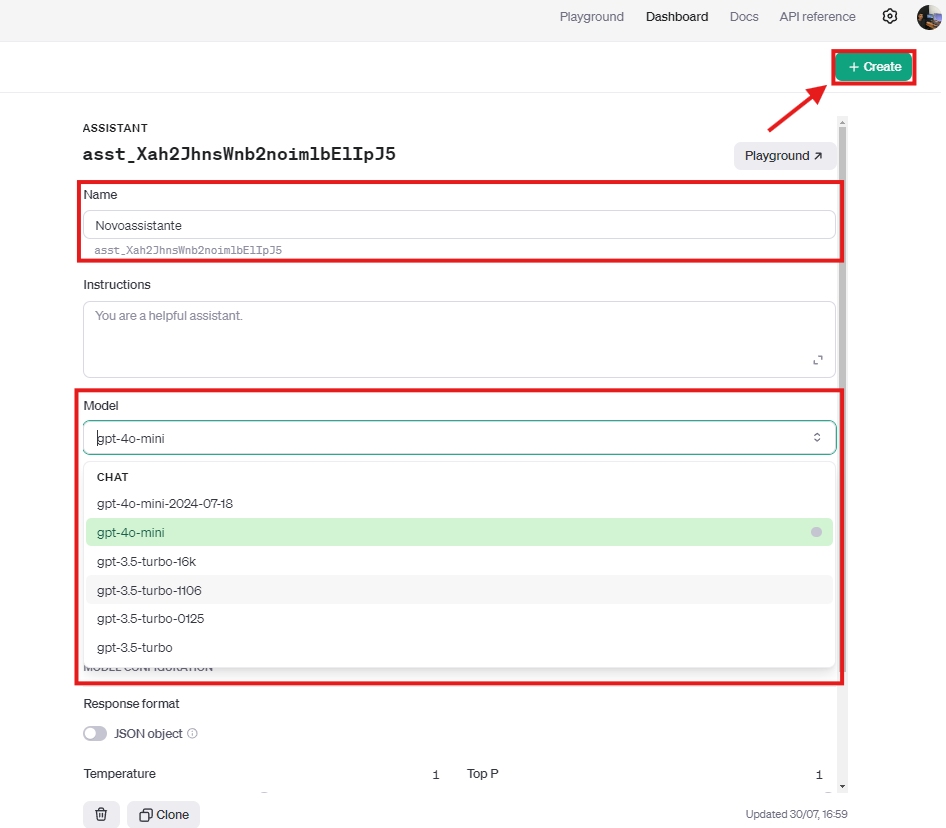 Playground Dashboard Docs API reference
+ Create
ASSISTANT
asst_Xah2JhnsWnb2noimlbElIpJ5
Playground ↗
Name
Novoassistante
asst_Xah2JhnsWnb2noimlbElIpJ5
Instructions
You are a helpful assistant.
Model
gpt-4o-mini
CHAT
gpt-4o-mini-2024-07-18
gpt-4o-mini
gpt-3.5-turbo-16k
gpt-3.5-turbo-1106
gpt-3.5-turbo-0125
gpt-3.5-turbo
MODEL CONFIGURATION
Response format
JSON object
Temperature 1 Top P 1
Clone Updated 30/07, 16:59